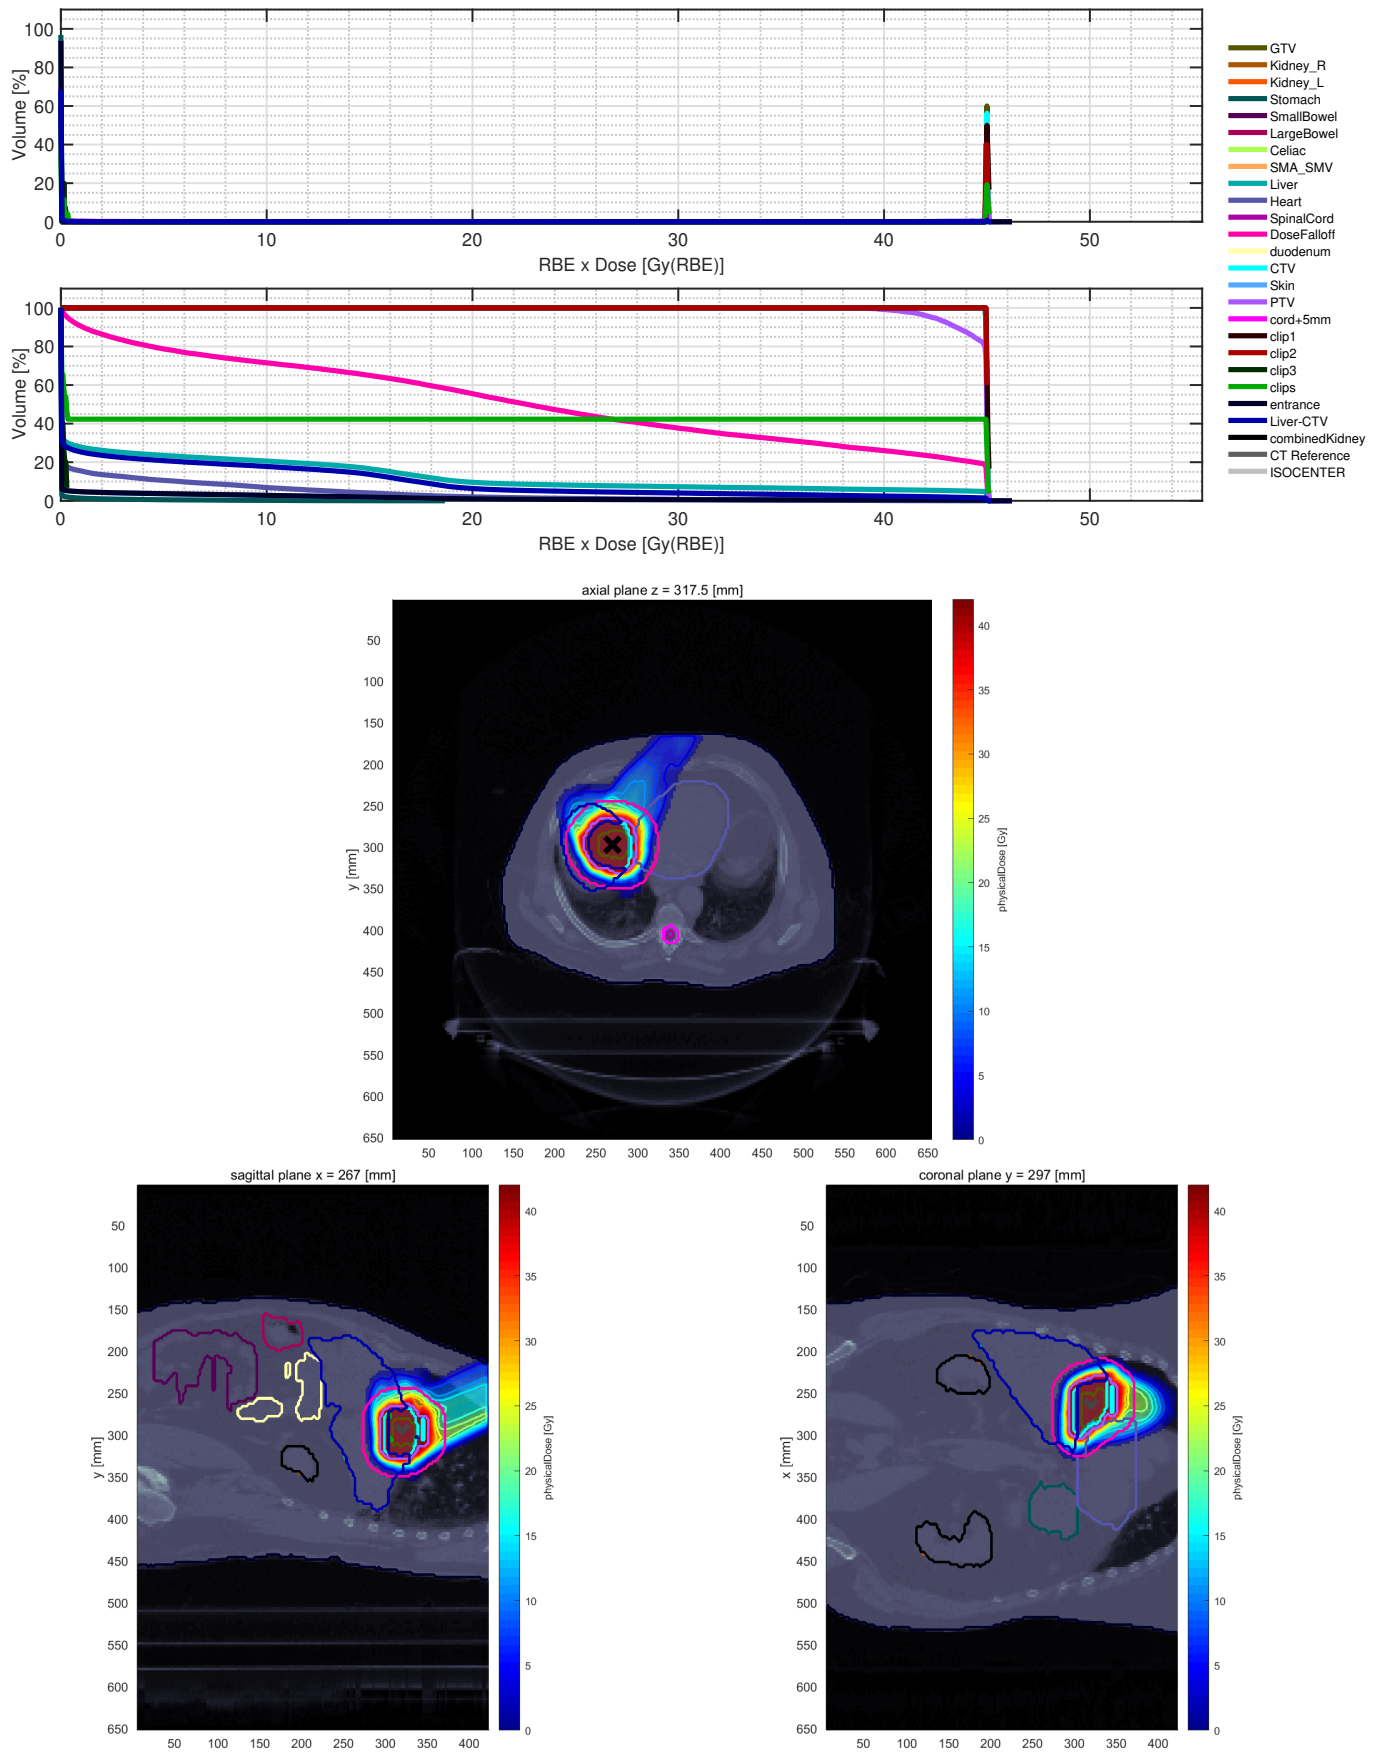 100
80
60
40
20
0
Volume [%]
0 10 20 30 40 50
RBE x Dose [Gy(RBE)]
GTV
Kidney_R
Kidney_L
Stomach
SmallBowel
LargeBowel
Celiac
SMA_SMV
Liver
Heart
SpinalCord
DoseFalloff
duodenum
CTV
Skin
PTV
cord+5mm
clip1
clip2
clip3
clips
entrance
Liver-CTV
combinedKidney
CT Reference
ISOCENTER
100
80
60
40
20
0
Volume [%]
0 10 20 30 40 50
RBE x Dose [Gy(RBE)]
axial plane z = 317.5 [mm]
50
100
150
200
250
300
350
400
450
500
550
600
650
y [mm]
50 100 150 200 250 300 350 400 450 500 550 600 650
40
35
30
25
20
15
10
5
0
physicalDose [Gy]
sagittal plane x = 267 [mm]
50
100
150
200
250
300
350
400
450
500
550
600
650
y [mm]
50 100 150 200 250 300 350 400
40
35
30
25
20
15
10
5
0
physicalDose [Gy]
coronal plane y = 297 [mm]
50
100
150
200
250
300
350
400
450
500
550
600
650
x [mm]
50 100 150 200 250 300 350 400
40
35
30
25
20
15
10
5
0
physicalDose [Gy]